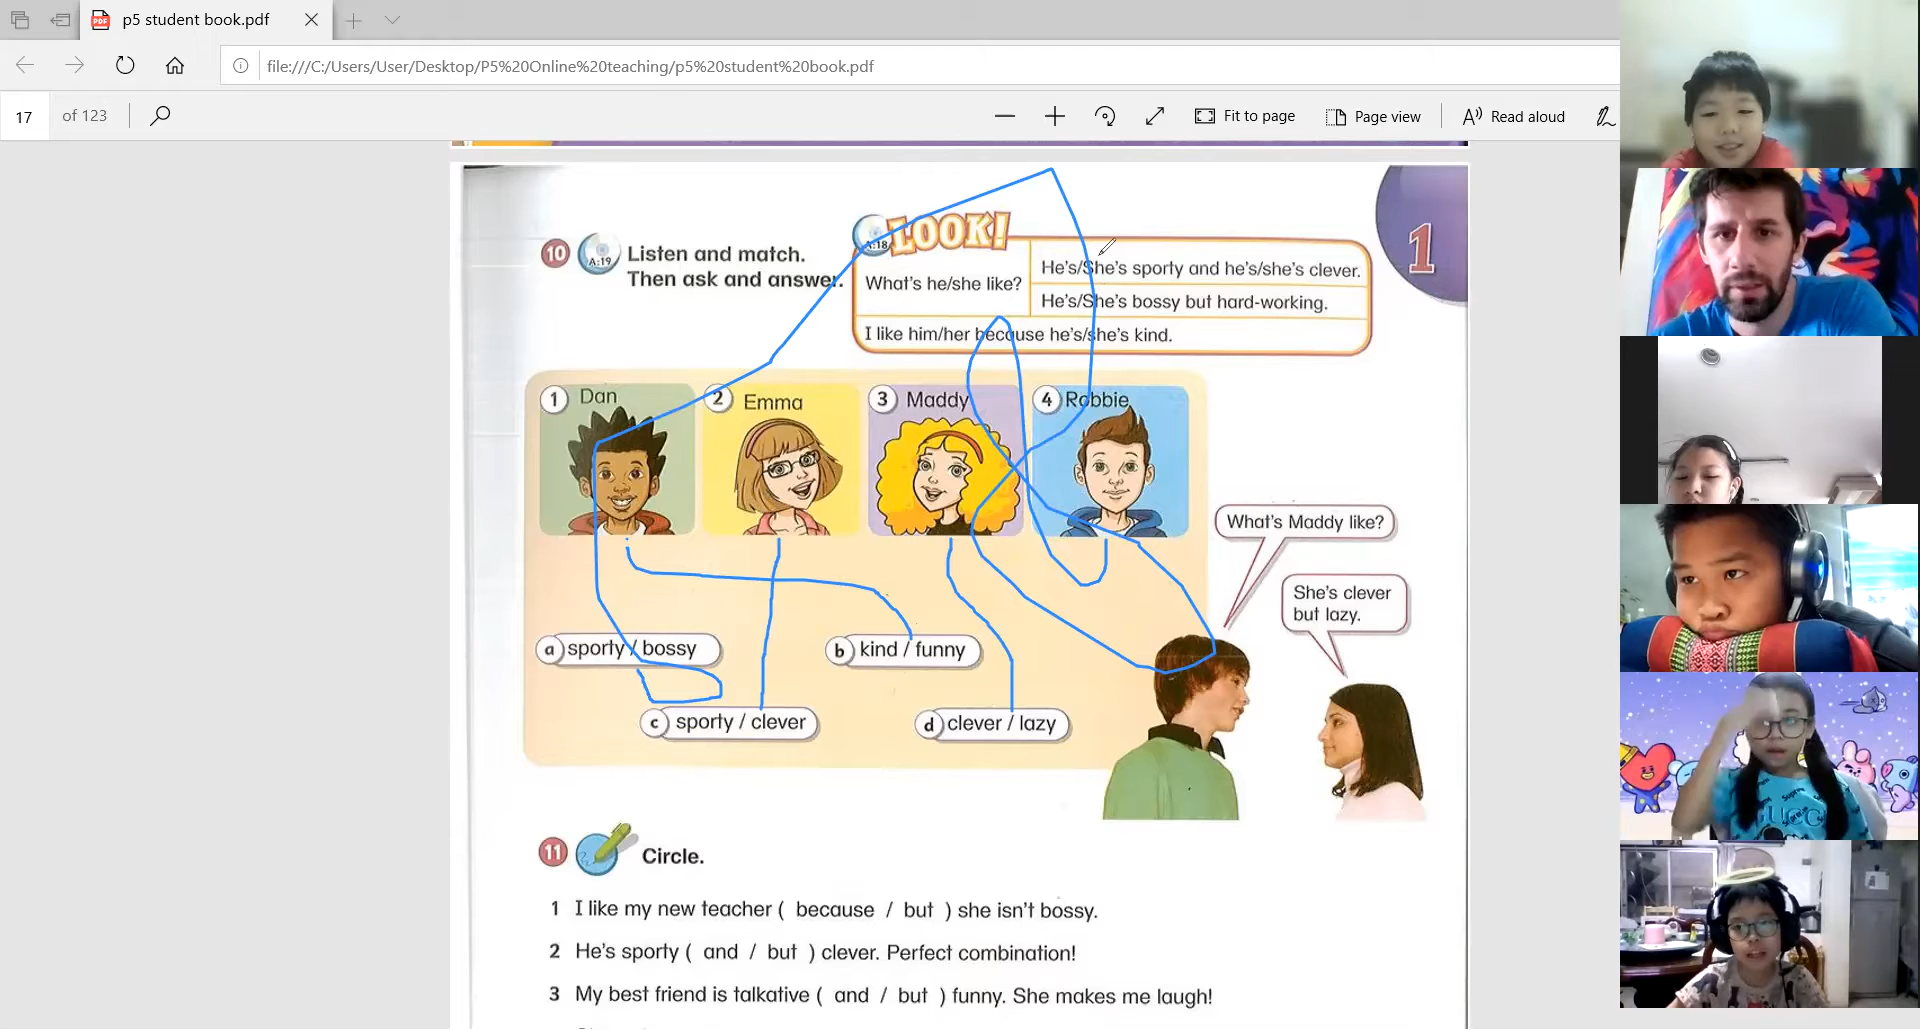 p5 student book.pdf
file:///C:/Users/User/Desktop/P5%20Online%20teaching/p5%20student%20book.pdf
17 of 123
Fit to page
Page view
Read aloud
1
10 A:19 Listen and match.
Then ask and answer.
A:18 LOOK!
What's he/she like?
He's/She's sporty and he's/she's clever.
He's/She's bossy but hard-working.
I like him/her because he's/she's kind.
1 Dan
2 Emma
3 Maddy
4 Robbie
What's Maddy like?
She's clever
but lazy.
a sporty / bossy
b kind / funny
c sporty / clever
d clever / lazy
11 Circle.
1 I like my new teacher ( because / but ) she isn't bossy.
2 He's sporty ( and / but ) clever. Perfect combination!
3 My best friend is talkative ( and / but ) funny. She makes me laugh!
GUCCI